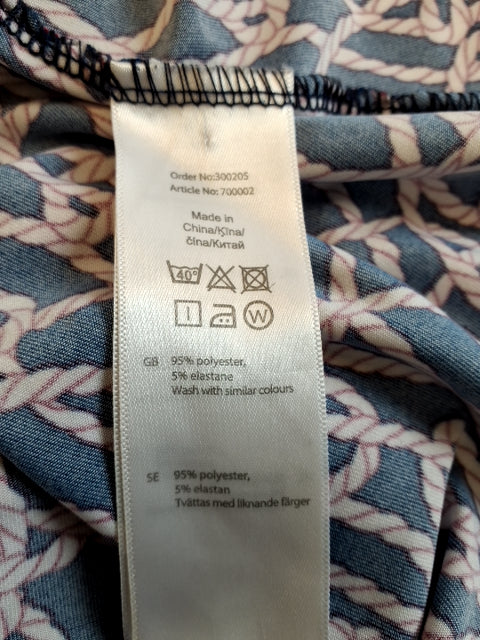 Order No:300205
Article No: 700002
Made in
China/Ķīna/
čína/Китай
40°
W
GB 95% polyester,
5% elastane
Wash with similar colours
SE 95% polyester,
5% elastan
Tvättas med liknande färger